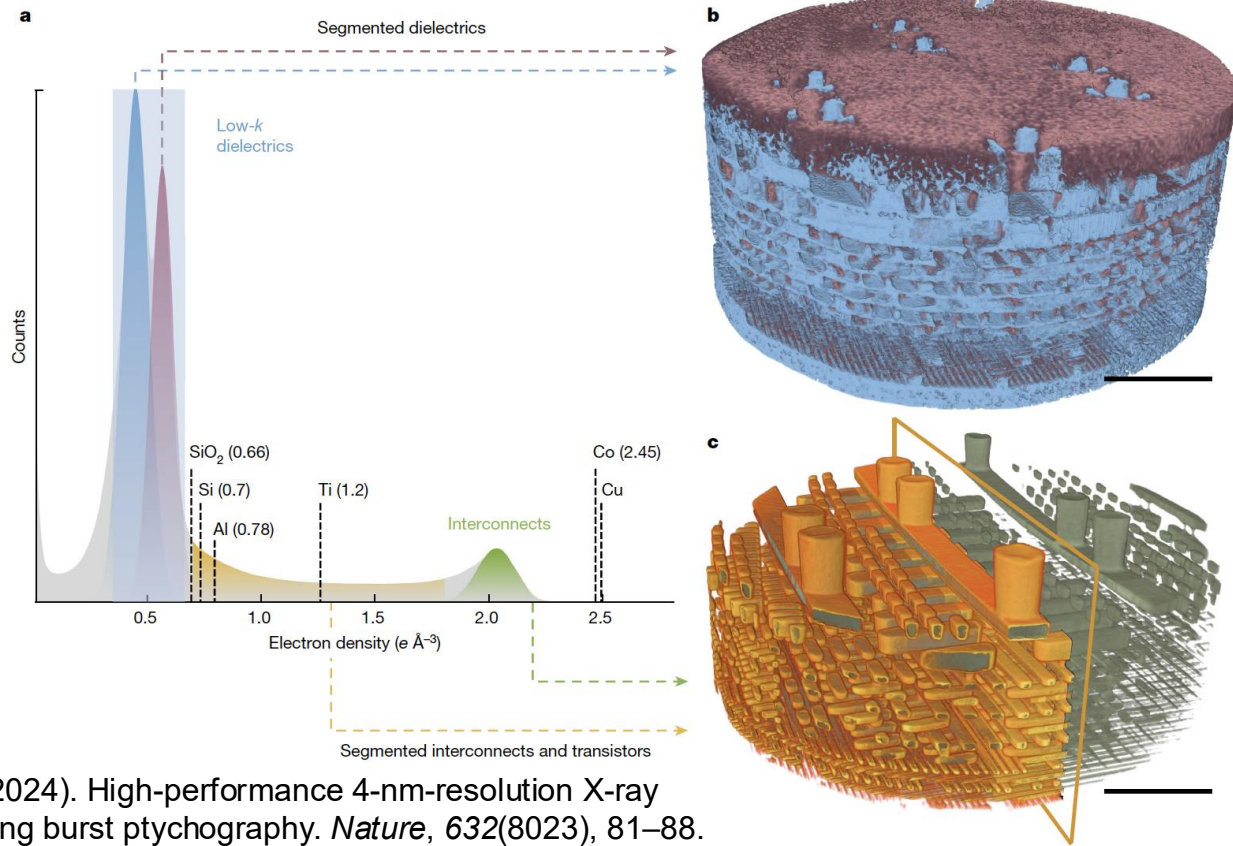 a
Segmented dielectrics
b
Low-k
dielectrics
Counts
SiO2 (0.66)
Si (0.7)
Al (0.78)
Ti (1.2)
Interconnects
Co (2.45)
Cu
0.5 1.0 1.5 2.0 2.5
Electron density (e Å–3)
Segmented interconnects and transistors
c
2024). High-performance 4-nm-resolution X-ray
ng burst ptychography. Nature, 632(8023), 81–88.